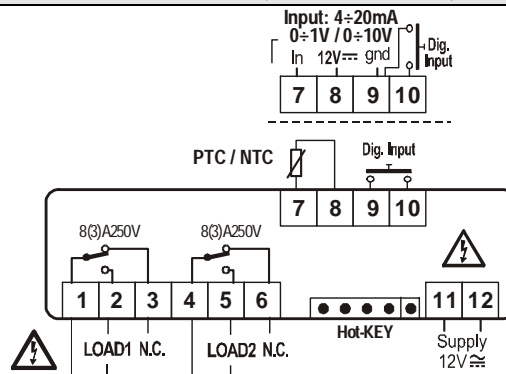 Input: 4÷20mA
0÷1V / 0÷10V
In 12V⎓ gnd
Dig.
Input
7 8 9 10
PTC / NTC
Dig. Input
7 8 9 10
8(3)A250V 8(3)A250V
1 2 3 4 5 6 11 12
Hot-KEY
LOAD1 N.C. LOAD2 N.C.
Supply
12V≂